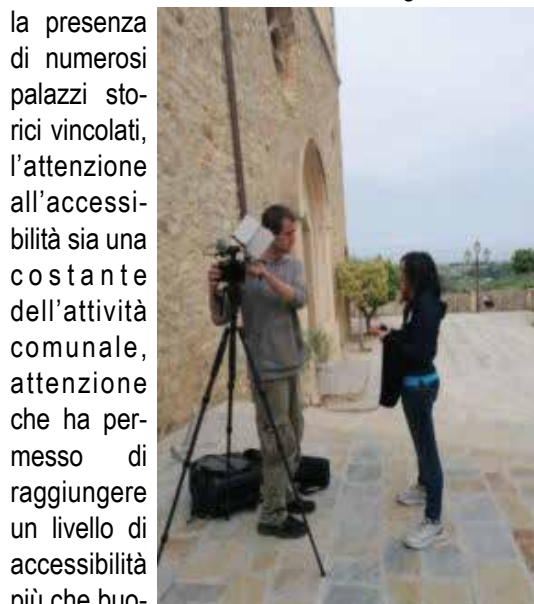 la presenza
di numerosi
palazzi sto-
rici vincolati,
l'attenzione
all'accessi-
bilità sia una
costante
dell'attività
comunale,
attenzione
che ha per-
messo di
raggiungere
un livello di
accessibilità
più che buo-